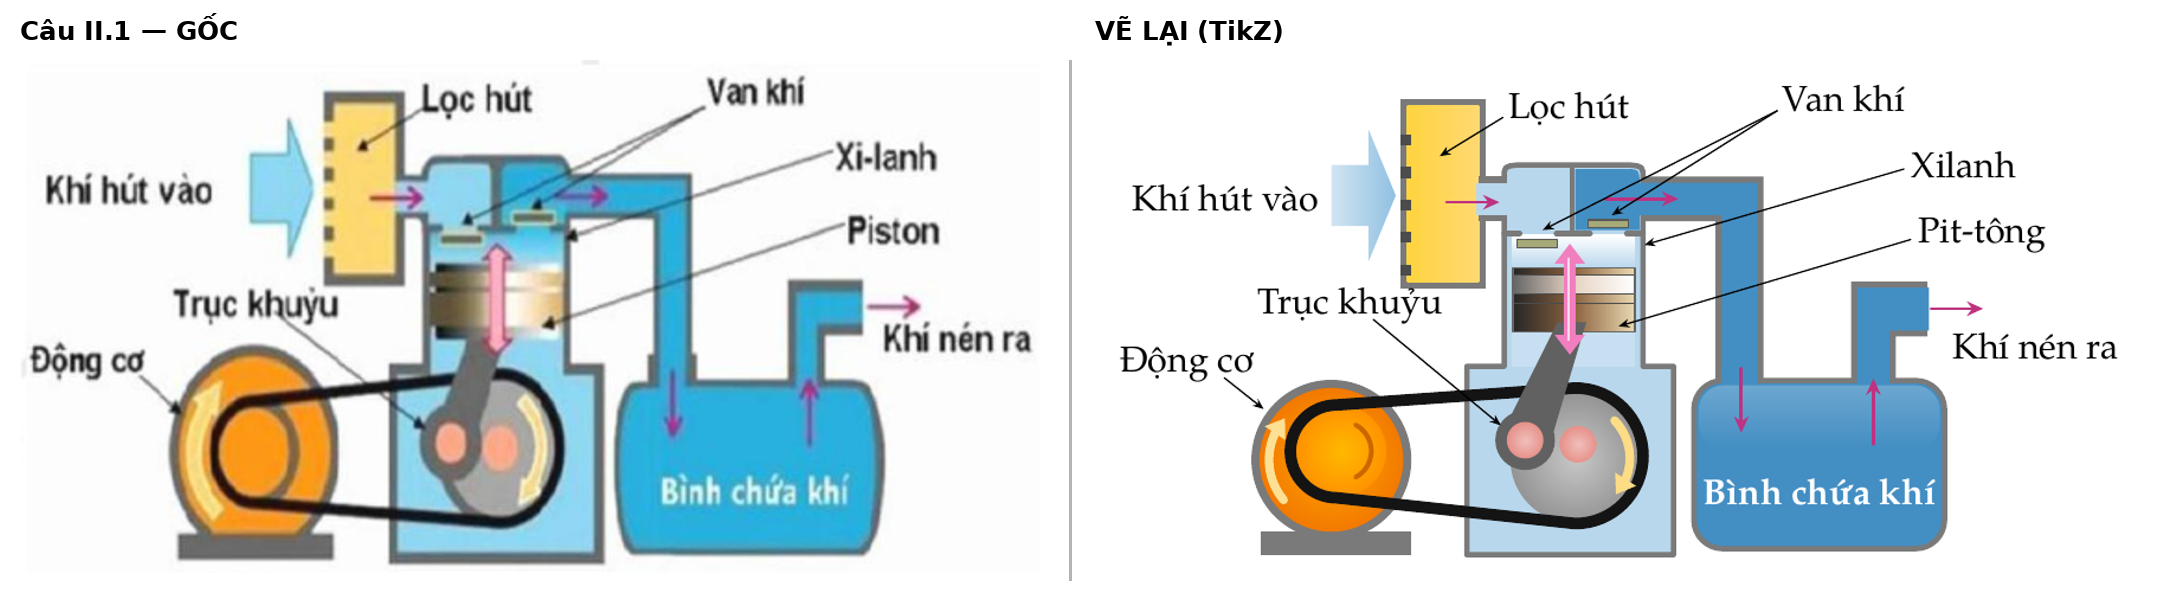 Câu II.1 — GỐC
Lọc hút
Van khí
Xi-lanh
Khí hút vào
Piston
Trục khuỷu
Khí nén ra
Động cơ
Bình chứa khí
VẼ LẠI (TikZ)
Lọc hút
Van khí
Xilanh
Khí hút vào
Pit-tông
Trục khuỷu
Khí nén ra
Động cơ
Bình chứa khí